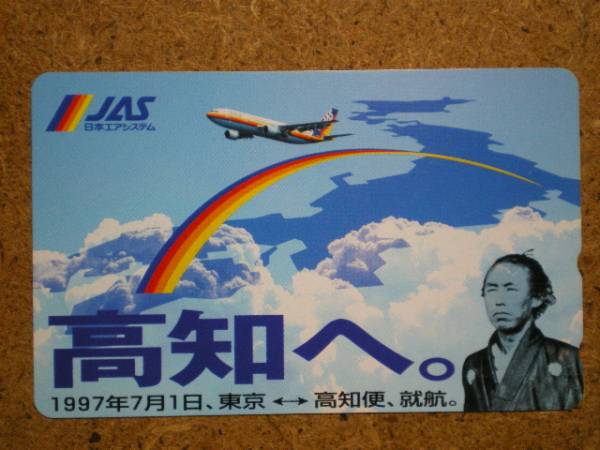 JAS
日本エアシステム
高知へ。
1997年7月1日、東京↔高知便、就航。